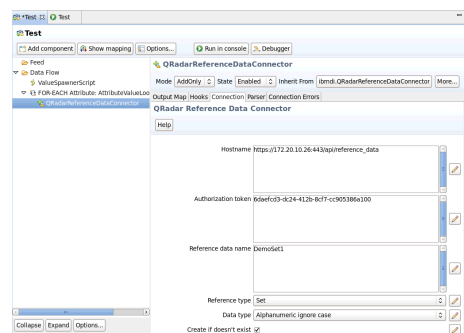 *Test
Test
Test
Add component
Show mapping
Options...
Run in console
Debugger
Feed
Data Flow
ValueSpawnerScript
FOR-EACH Attribute: AttributeValueLoo
QRadarReferenceDataConnector
Collapse
Expand
Options...
QRadarReferenceDataConnector
Mode AddOnly State Enabled Inherit From ibmdi.QRadarReferenceDataConnector More...
Output Map Hooks Connection Parser Connection Errors
QRadar Reference Data Connector
Help
Hostname https://172.20.10.26:443/api/reference_data
Authorization token 6daefcd3-dc24-412b-8cf7-cc905386a100
Reference data name DemoSet1
Reference type Set
Data type Alphanumeric ignore case
Create if doesn't exist